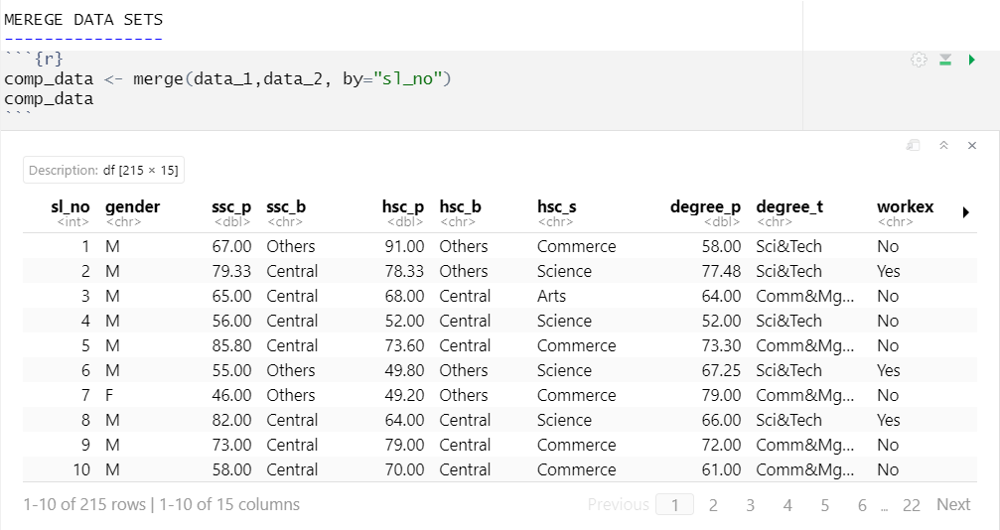 MEREGE DATA SETS
----------------
```{r}
comp_data <- merge(data_1,data_2, by="sl_no")
comp_data
```
Description: df [215 × 15]
sl_no gender ssc_p ssc_b hsc_p hsc_b hsc_s degree_p degree_t workex
<int> <chr> <dbl> <chr> <dbl> <chr> <chr> <dbl> <chr> <chr>
1 M 67.00 Others 91.00 Others Commerce 58.00 Sci&Tech No
2 M 79.33 Central 78.33 Others Science 77.48 Sci&Tech Yes
3 M 65.00 Central 68.00 Central Arts 64.00 Comm&Mg... No
4 M 56.00 Central 52.00 Central Science 52.00 Sci&Tech No
5 M 85.80 Central 73.60 Central Commerce 73.30 Comm&Mg... No
6 M 55.00 Others 49.80 Others Science 67.25 Sci&Tech Yes
7 F 46.00 Others 49.20 Others Commerce 79.00 Comm&Mg... No
8 M 82.00 Central 64.00 Central Science 66.00 Sci&Tech Yes
9 M 73.00 Central 79.00 Central Commerce 72.00 Comm&Mg... No
10 M 58.00 Central 70.00 Central Commerce 61.00 Comm&Mg... No
1-10 of 215 rows | 1-10 of 15 columns Previous 1 2 3 4 5 6 ... 22 Next